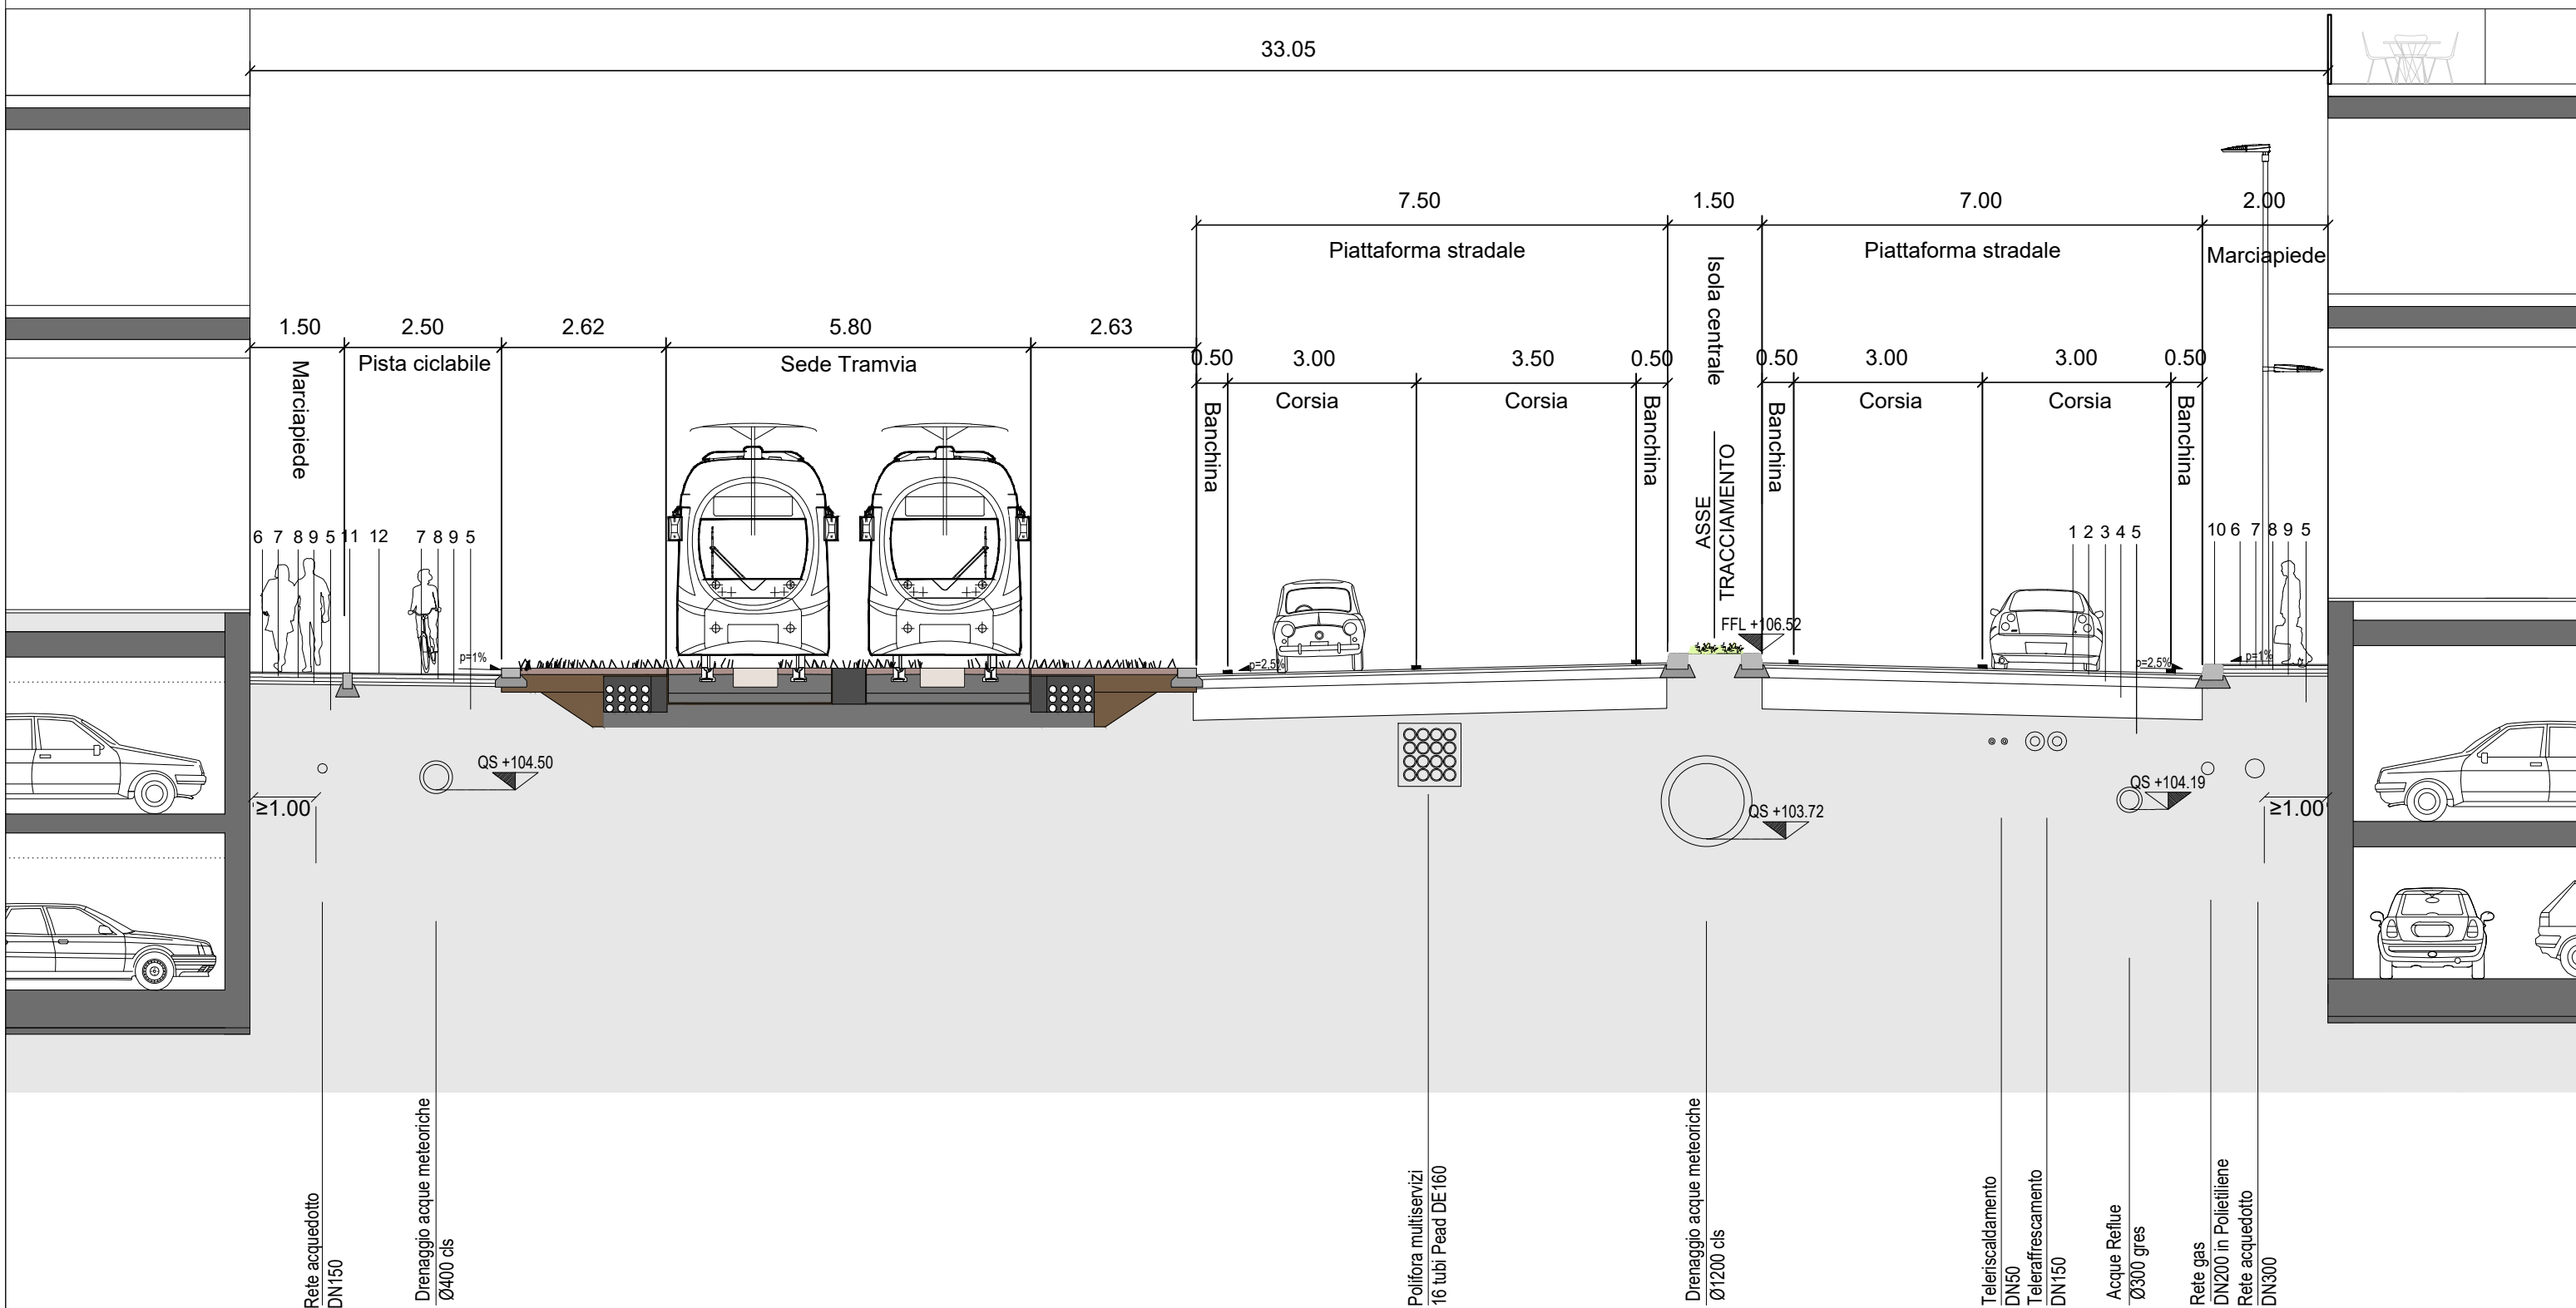 33.05
7.50
1.50
7.00
2.00
Piattaforma stradale
Isola centrale
Piattaforma stradale
Marciapiede
1.50
2.50
2.62
5.80
2.63
Marciapiede
Pista ciclabile
Sede Tramvia
0.50
3.00
3.50
0.50
0.50
3.00
3.00
0.50
Banchina
Corsia
Corsia
Banchina
Banchina
Corsia
Corsia
Banchina
ASSE
TRACCIAMENTO
6 7 8 9 5 11 12 7 8 9 5
1 2 3 4 5
10 6 7 8 9 5
FFL +106.52
p=1%
p=2.5%
p=2.5%
p=1%
QS +104.50
QS +103.72
QS +104.19
≥1.00
≥1.00
Rete acquedotto
DN150
Drenaggio acque meteoriche
Ø400 cls
Polifora multiservizi
16 tubi Pead DE160
Drenaggio acque meteoriche
Ø1200 cls
Teleriscaldamento
DN50
Teleraffrescamento
DN150
Acque Reflue
Ø300 gres
Rete gas
DN200 in Polietiliene
Rete acquedotto
DN300